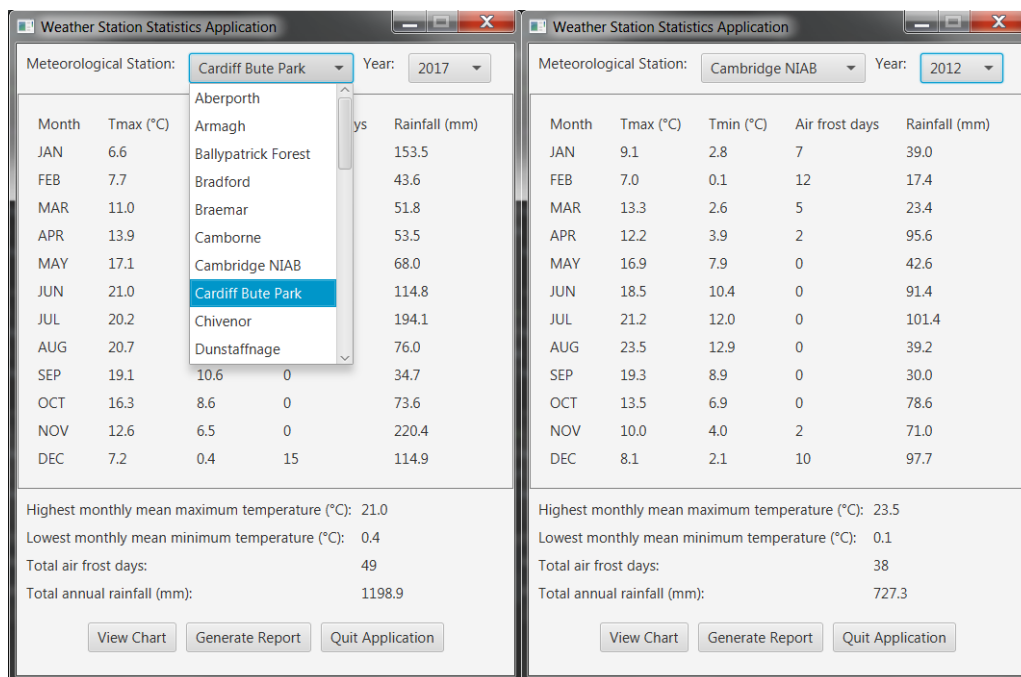 Weather Station Statistics Application
Meteorological Station: Cardiff Bute Park Year: 2017
Aberporth
Armagh
Ballypatrick Forest
Bradford
Braemar
Camborne
Cambridge NIAB
Cardiff Bute Park
Chivenor
Dunstaffnage
Month Tmax (°C) ys Rainfall (mm)
JAN 6.6 153.5
FEB 7.7 43.6
MAR 11.0 51.8
APR 13.9 53.5
MAY 17.1 68.0
JUN 21.0 114.8
JUL 20.2 194.1
AUG 20.7 76.0
SEP 19.1 10.6 0 34.7
OCT 16.3 8.6 0 73.6
NOV 12.6 6.5 0 220.4
DEC 7.2 0.4 15 114.9
Highest monthly mean maximum temperature (°C): 21.0
Lowest monthly mean minimum temperature (°C): 0.4
Total air frost days: 49
Total annual rainfall (mm): 1198.9
View Chart Generate Report Quit Application
Weather Station Statistics Application
Meteorological Station: Cambridge NIAB Year: 2012
Month Tmax (°C) Tmin (°C) Air frost days Rainfall (mm)
JAN 9.1 2.8 7 39.0
FEB 7.0 0.1 12 17.4
MAR 13.3 2.6 5 23.4
APR 12.2 3.9 2 95.6
MAY 16.9 7.9 0 42.6
JUN 18.5 10.4 0 91.4
JUL 21.2 12.0 0 101.4
AUG 23.5 12.9 0 39.2
SEP 19.3 8.9 0 30.0
OCT 13.5 6.9 0 78.6
NOV 10.0 4.0 2 71.0
DEC 8.1 2.1 10 97.7
Highest monthly mean maximum temperature (°C): 23.5
Lowest monthly mean minimum temperature (°C): 0.1
Total air frost days: 38
Total annual rainfall (mm): 727.3
View Chart Generate Report Quit Application